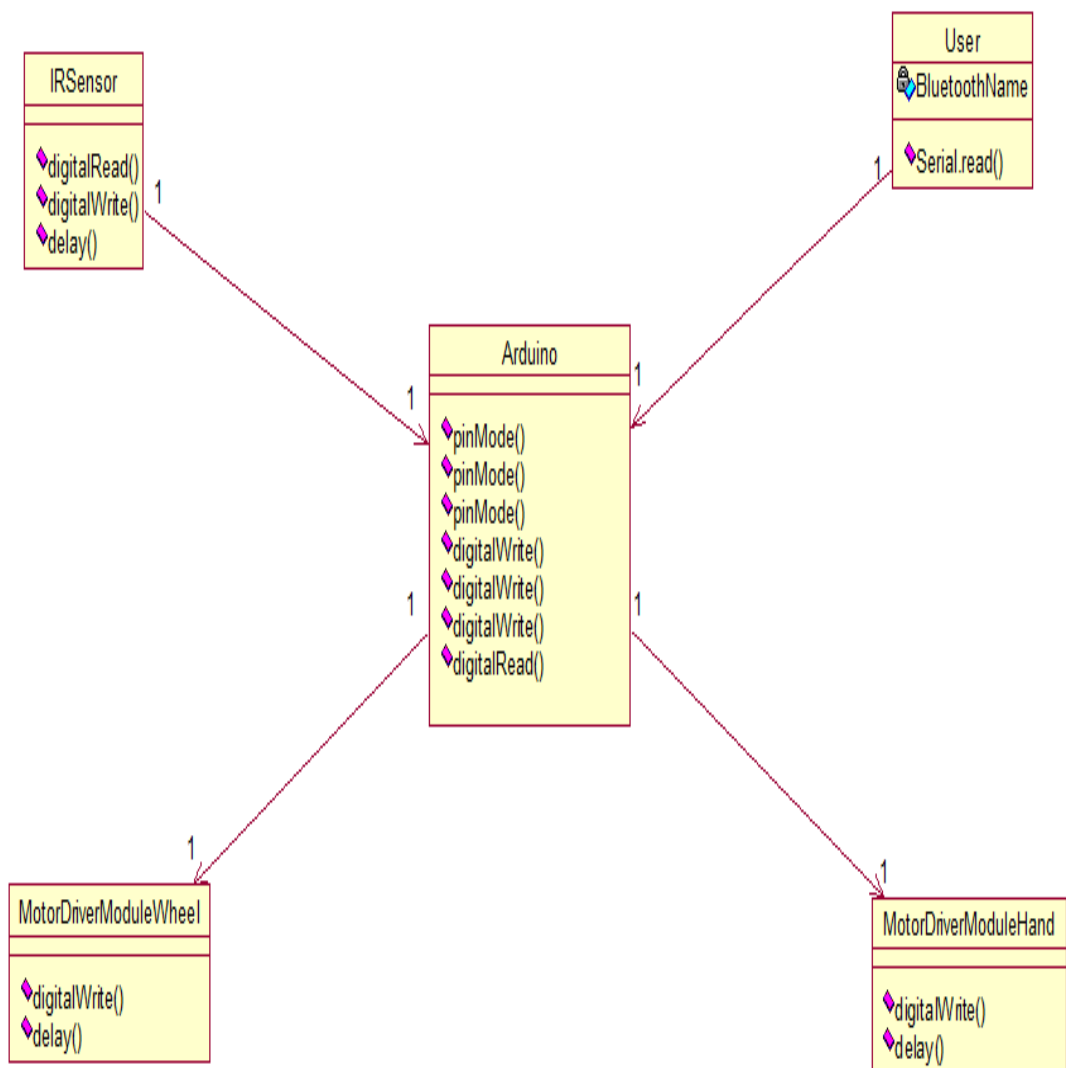 IRSensor
digitalRead()
digitalWrite()
delay()
1
User
BluetoothName
Serial.read()
1
Arduino
pinMode()
pinMode()
pinMode()
digitalWrite()
digitalWrite()
digitalWrite()
digitalRead()
1
1
1
1
1
MotorDriverModuleWheel
digitalWrite()
delay()
1
MotorDriverModuleHand
digitalWrite()
delay()